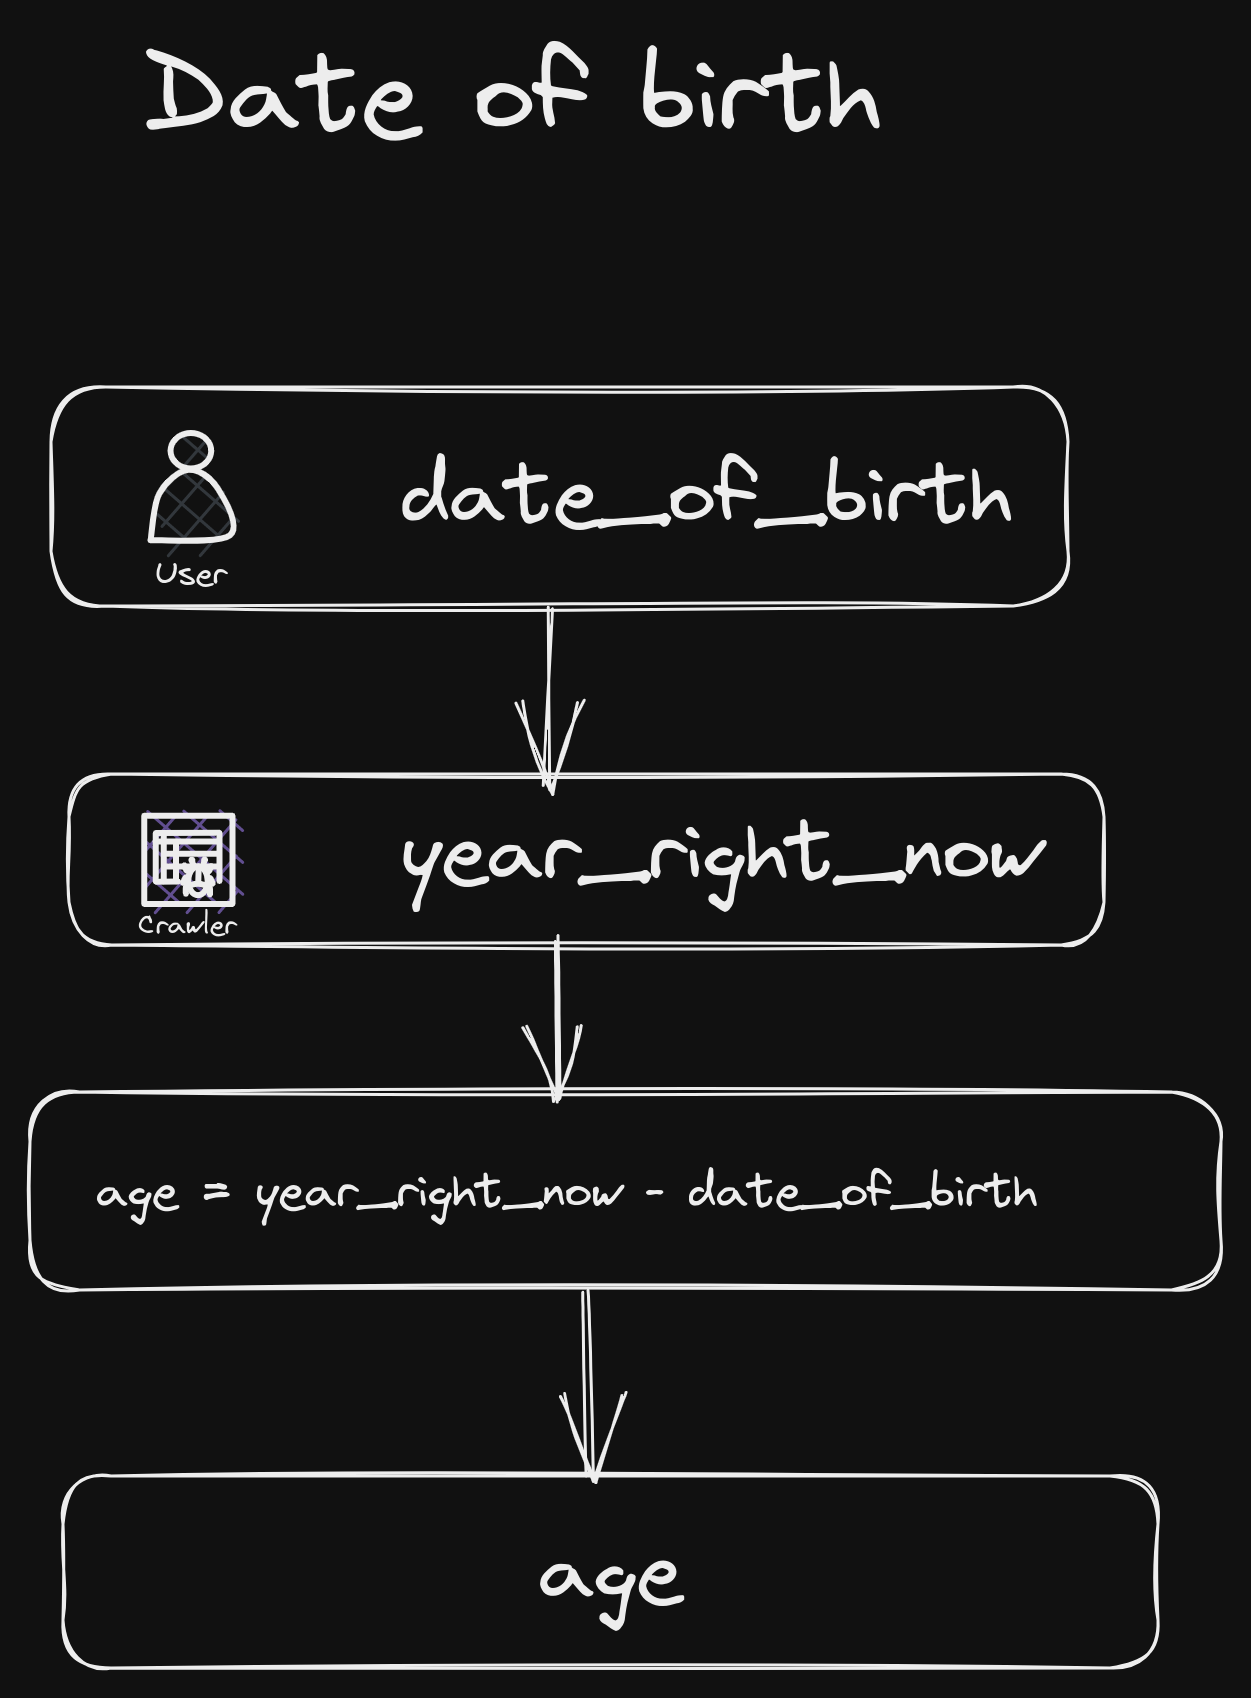 Date of birth
date_of_birth
User
year_right_now
Crawler
age = year_right_now - date_of_birth
age